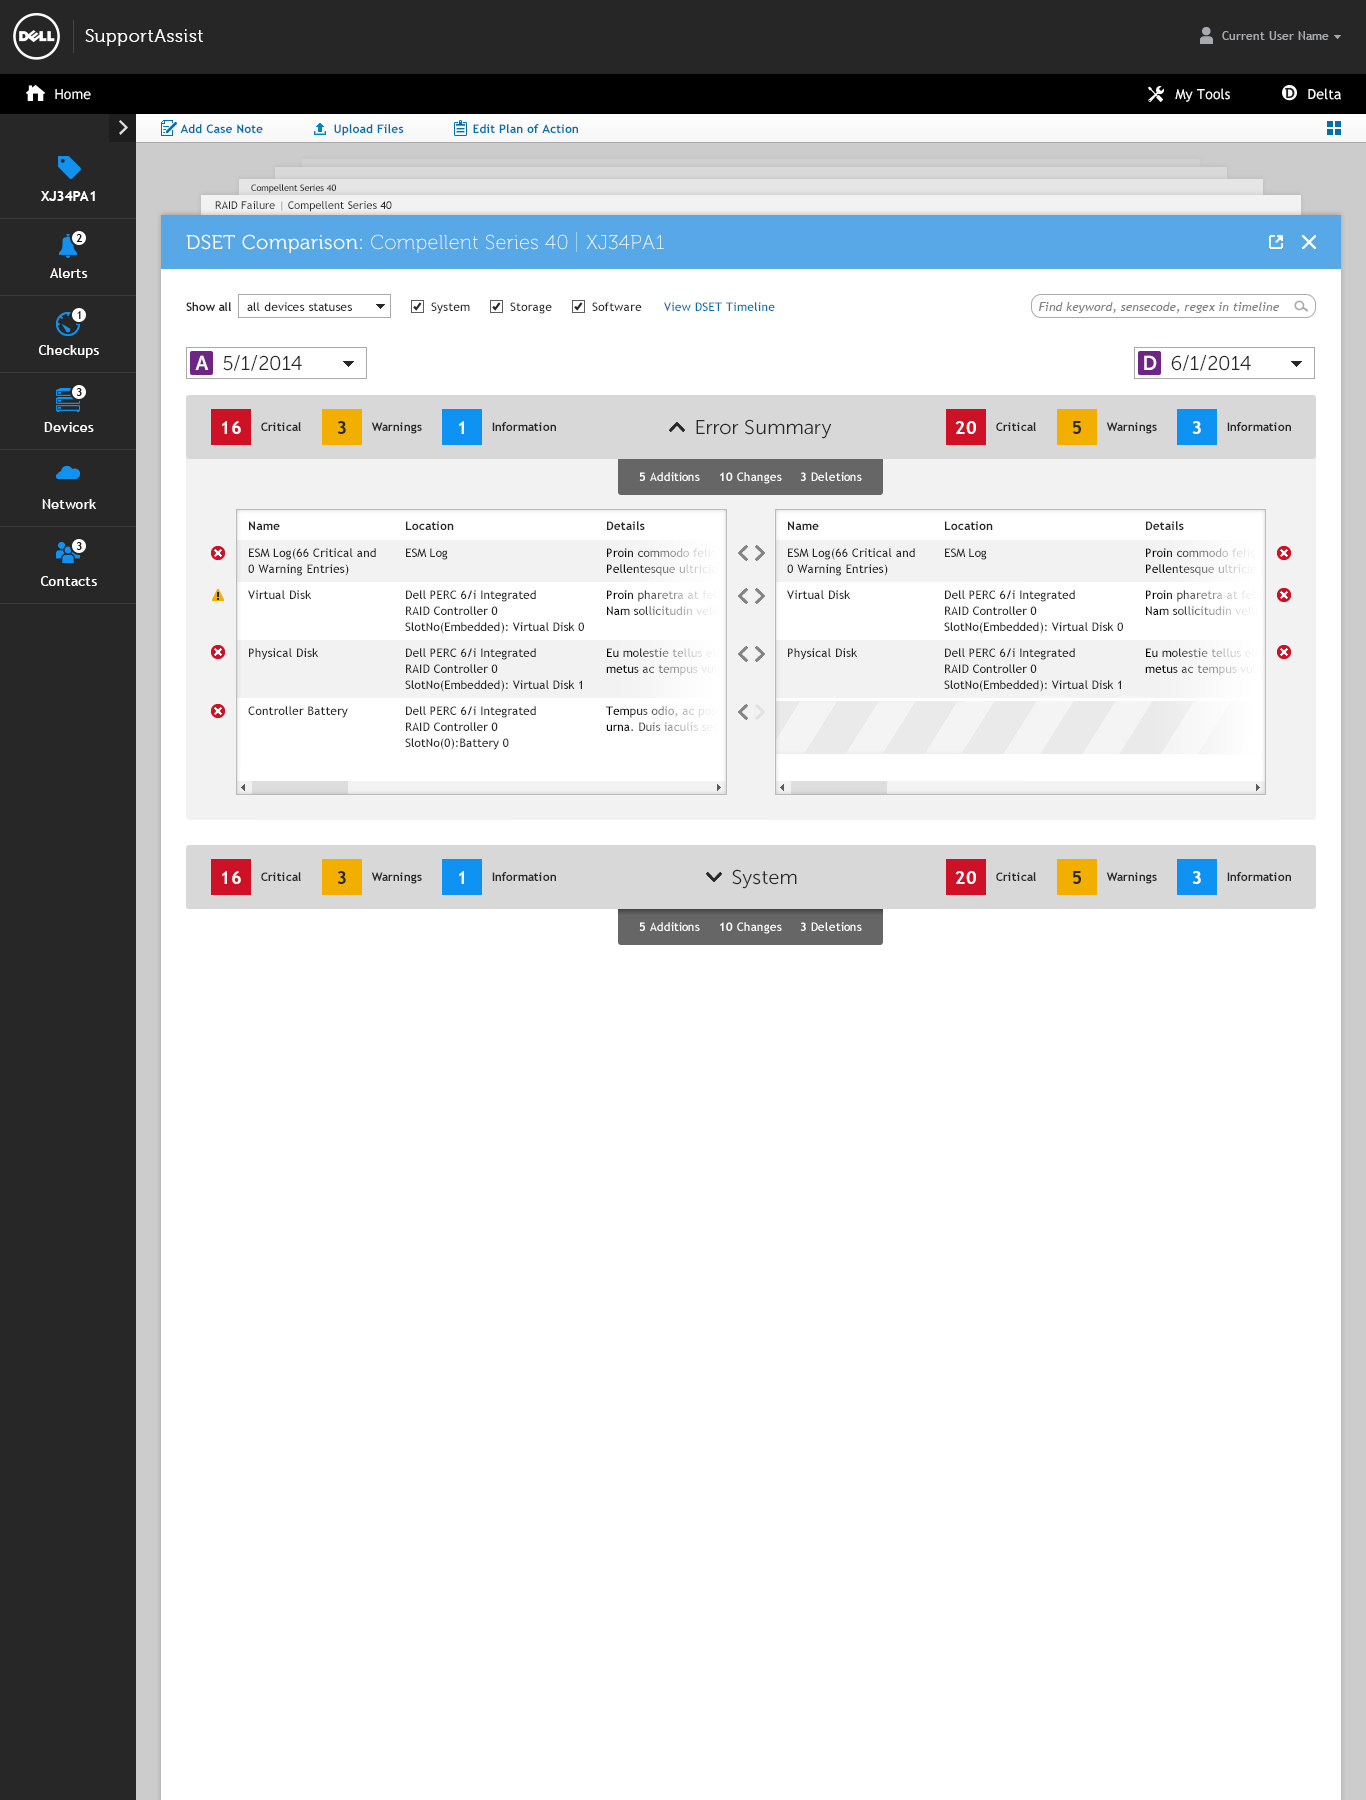 DELL SupportAssist
Current User Name
Home
My Tools
Delta
Add Case Note
Upload Files
Edit Plan of Action
XJ34PA1
2
Alerts
1
Checkups
3
Devices
Network
3
Contacts
Compellent Series 40
RAID Failure | Compellent Series 40
DSET Comparison: Compellent Series 40 | XJ34PA1
Show all
all devices statuses
System
Storage
Software
View DSET Timeline
Find keyword, sensecode, regex in timeline
A 5/1/2014
D 6/1/2014
16 Critical 3 Warnings 1 Information
Error Summary
20 Critical 5 Warnings 3 Information
5 Additions 10 Changes 3 Deletions
Name Location Details
ESM Log(66 Critical and
0 Warning Entries)
ESM Log
Proin commodo
Pellentesque
Virtual Disk
Dell PERC 6/i Integrated
RAID Controller 0
SlotNo(Embedded): Virtual Disk 0
Proin pharetra at
Nam sollicitudin
Physical Disk
Dell PERC 6/i Integrated
RAID Controller 0
SlotNo(Embedded): Virtual Disk 1
Eu molestie tellus
metus ac tempus
Controller Battery
Dell PERC 6/i Integrated
RAID Controller 0
SlotNo(0):Battery 0
Tempus odio, ac
urna. Duis iaculis
Name Location Details
ESM Log(66 Critical and
0 Warning Entries)
ESM Log
Proin commodo
Pellentesque
Virtual Disk
Dell PERC 6/i Integrated
RAID Controller 0
SlotNo(Embedded): Virtual Disk 0
Proin pharetra at
Nam sollicitudin
Physical Disk
Dell PERC 6/i Integrated
RAID Controller 0
SlotNo(Embedded): Virtual Disk 1
Eu molestie tellus
metus ac tempus
16 Critical 3 Warnings 1 Information
System
20 Critical 5 Warnings 3 Information
5 Additions 10 Changes 3 Deletions